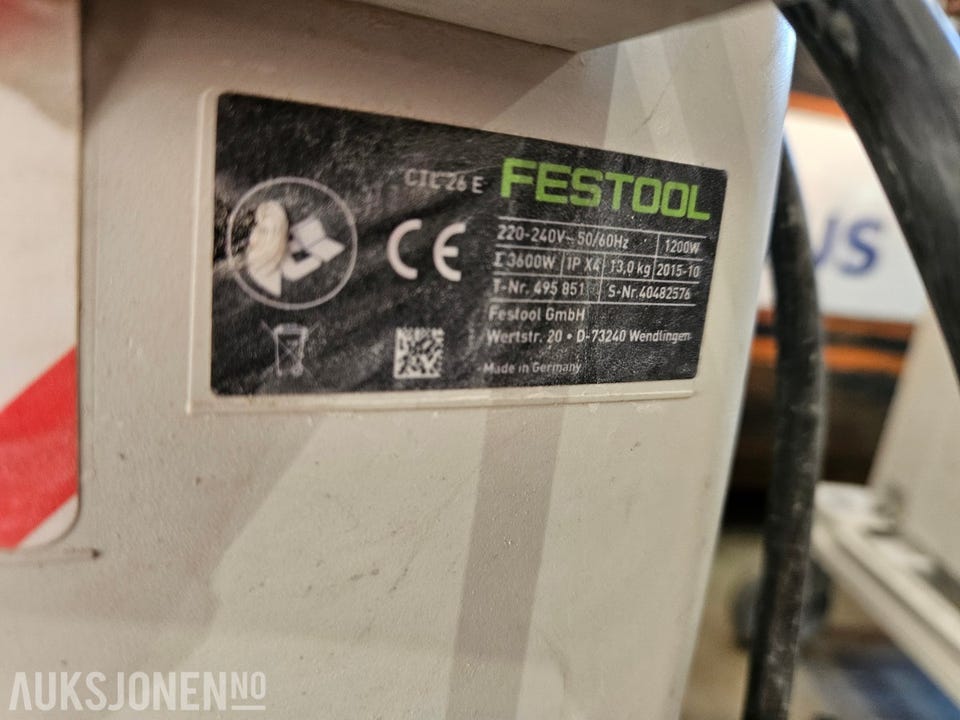 CTL 26 E FESTOOL
CE
220-240V~ 50/60Hz 1200W
Σ 3600W IP X4 13,0 kg 2015-10
T-Nr. 495 851 S-Nr.40482576
Festool GmbH
Wertstr. 20 • D-73240 Wendlingen
Made in Germany
US
AUKSJONEN.NO